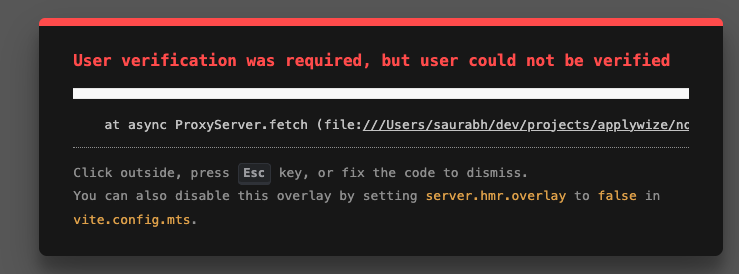 User verification was required, but user could not be verified
at async ProxyServer.fetch (file:///Users/saurabh/dev/projects/applywize/no
Click outside, press Esc key, or fix the code to dismiss.
You can also disable this overlay by setting server.hmr.overlay to false in
vite.config.mts.